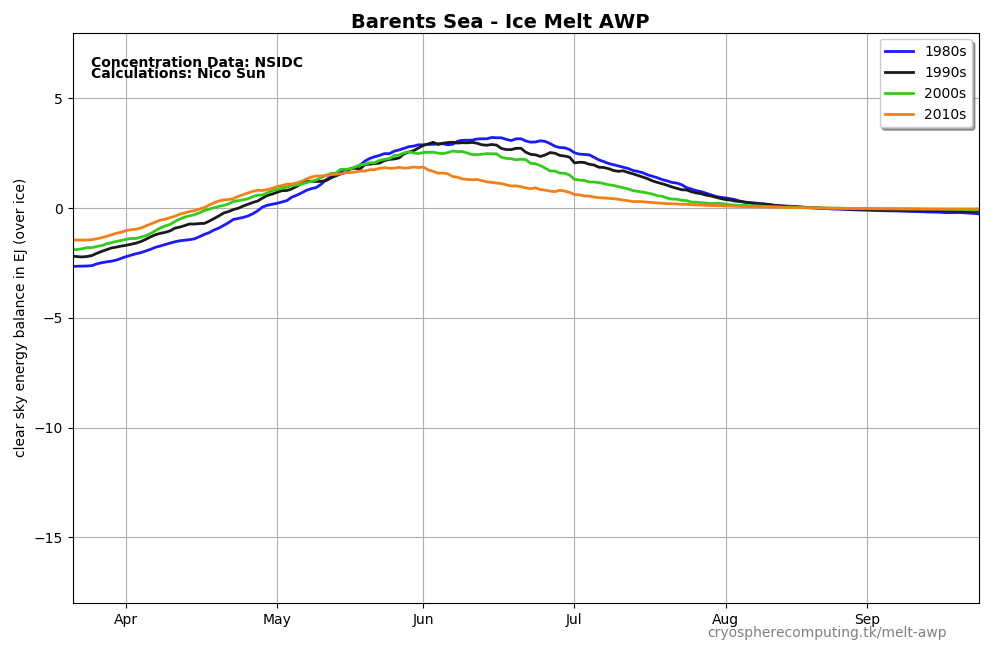 Barents Sea - Ice Melt AWP
Concentration Data: NSIDC
Calculations: Nico Sun
1980s
1990s
2000s
2010s
clear sky energy balance in EJ (over ice)
5
0
−5
−10
−15
Apr May Jun Jul Aug Sep
cryospherecomputing.tk/melt-awp